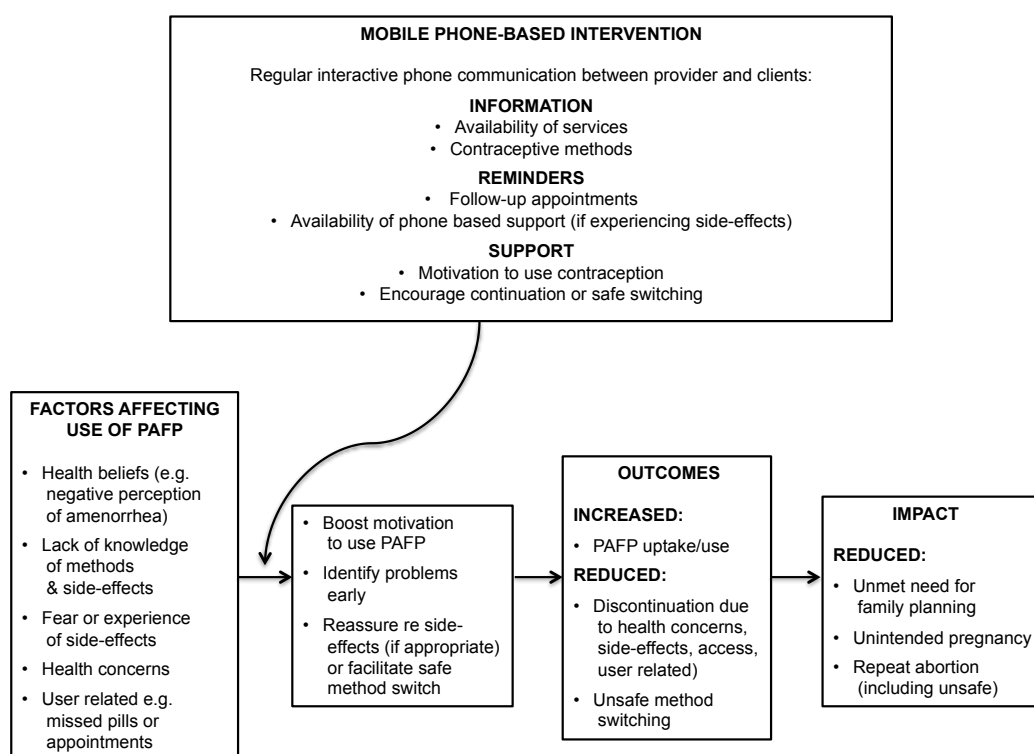 MOBILE PHONE-BASED INTERVENTION
Regular interactive phone communication between provider and clients:
INFORMATION
• Availability of services
• Contraceptive methods
REMINDERS
• Follow-up appointments
• Availability of phone based support (if experiencing side-effects)
SUPPORT
• Motivation to use contraception
• Encourage continuation or safe switching
FACTORS AFFECTING
USE OF PAFP
• Health beliefs (e.g.
negative perception
of amenorrhea)
• Lack of knowledge
of methods
& side-effects
• Fear or experience
of side-effects
• Health concerns
• User related e.g.
missed pills or
appointments
• Boost motivation
to use PAFP
• Identify problems
early
• Reassure re side-
effects (if appropriate)
or facilitate safe
method switch
OUTCOMES
INCREASED:
• PAFP uptake/use
REDUCED:
• Discontinuation due
to health concerns,
side-effects, access,
user related)
• Unsafe method
switching
IMPACT
REDUCED:
• Unmet need for
family planning
• Unintended pregnancy
• Repeat abortion
(including unsafe)